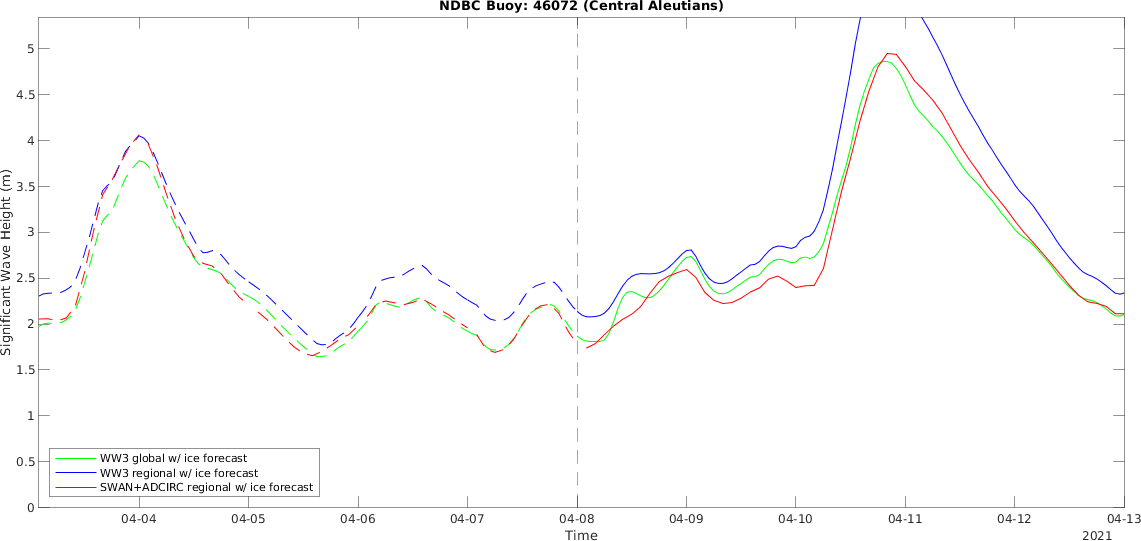 NDBC Buoy: 46072 (Central Aleutians)
Significant Wave Height (m)
5
4.5
4
3.5
3
2.5
2
1.5
1
0.5
0
WW3 global w/ ice forecast
WW3 regional w/ ice forecast
SWAN+ADCIRC regional w/ ice forecast
04-04 04-05 04-06 04-07 04-08 04-09 04-10 04-11 04-12 04-13
Time
2021